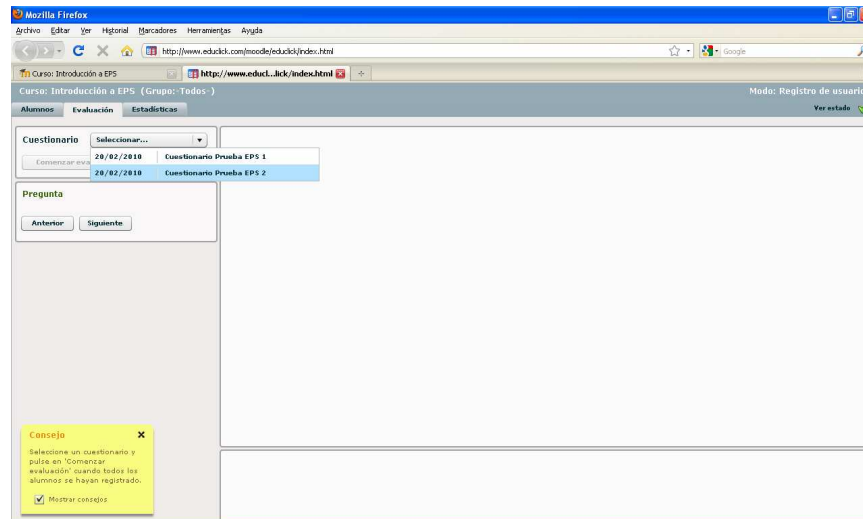 Mozilla Firefox
Archivo Editar Ver Historial Marcadores Herramientas Ayuda
http://www.educlick.com/moodle/educlick/index.html
Google
Curso: Introducción a EPS
http://www.educl...lick/index.html
Curso: Introducción a EPS (Grupo:-Todos-)
Modo: Registro de usuario
Alumnos Evaluación Estadísticas
Ver estado
Cuestionario Seleccionar...
20/02/2010 Cuestionario Prueba EPS 1
Comenzar eva
20/02/2010 Cuestionario Prueba EPS 2
Pregunta
Anterior Siguiente
Consejo
Seleccione un cuestionario y
pulse en 'Comenzar
evaluación' cuando todos los
alumnos se hayan registrado.
Mostrar consejos